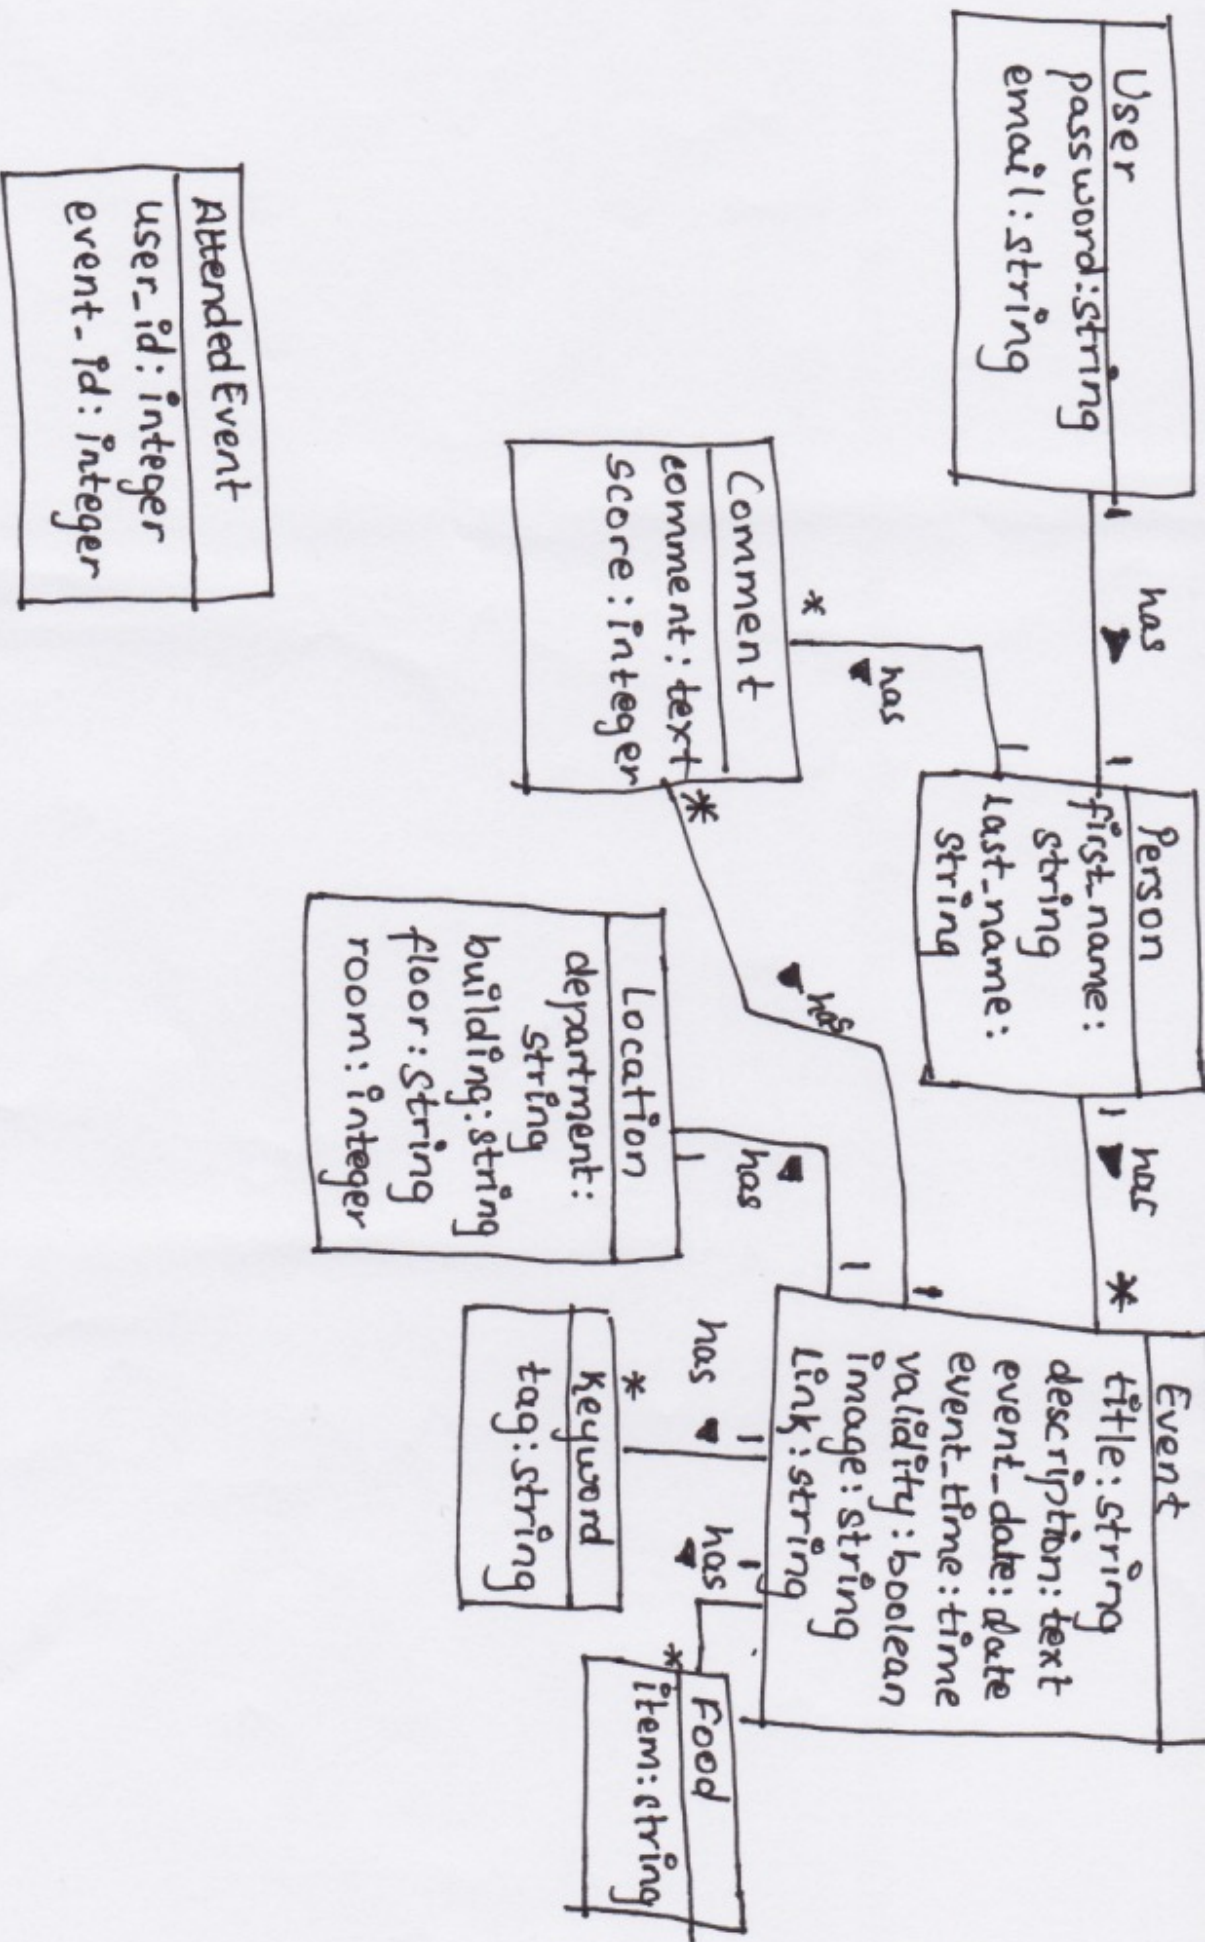 User
password:string
email:string
1
has
1
Person
first_name:
string
last_name:
string
1
has
*
Event
title:string
description:text
event_date:date
event_time:time
validity:boolean
image:string
Link:string
1
has
*
Comment
comment:text
score:integer
*
has
1
1
has
1
Location
department:
string
building:string
floor:string
room:integer
1
has
*
Keyword
tag:string
1
has
*
Food
item:string
AttendedEvent
user_id:integer
event_id:integer